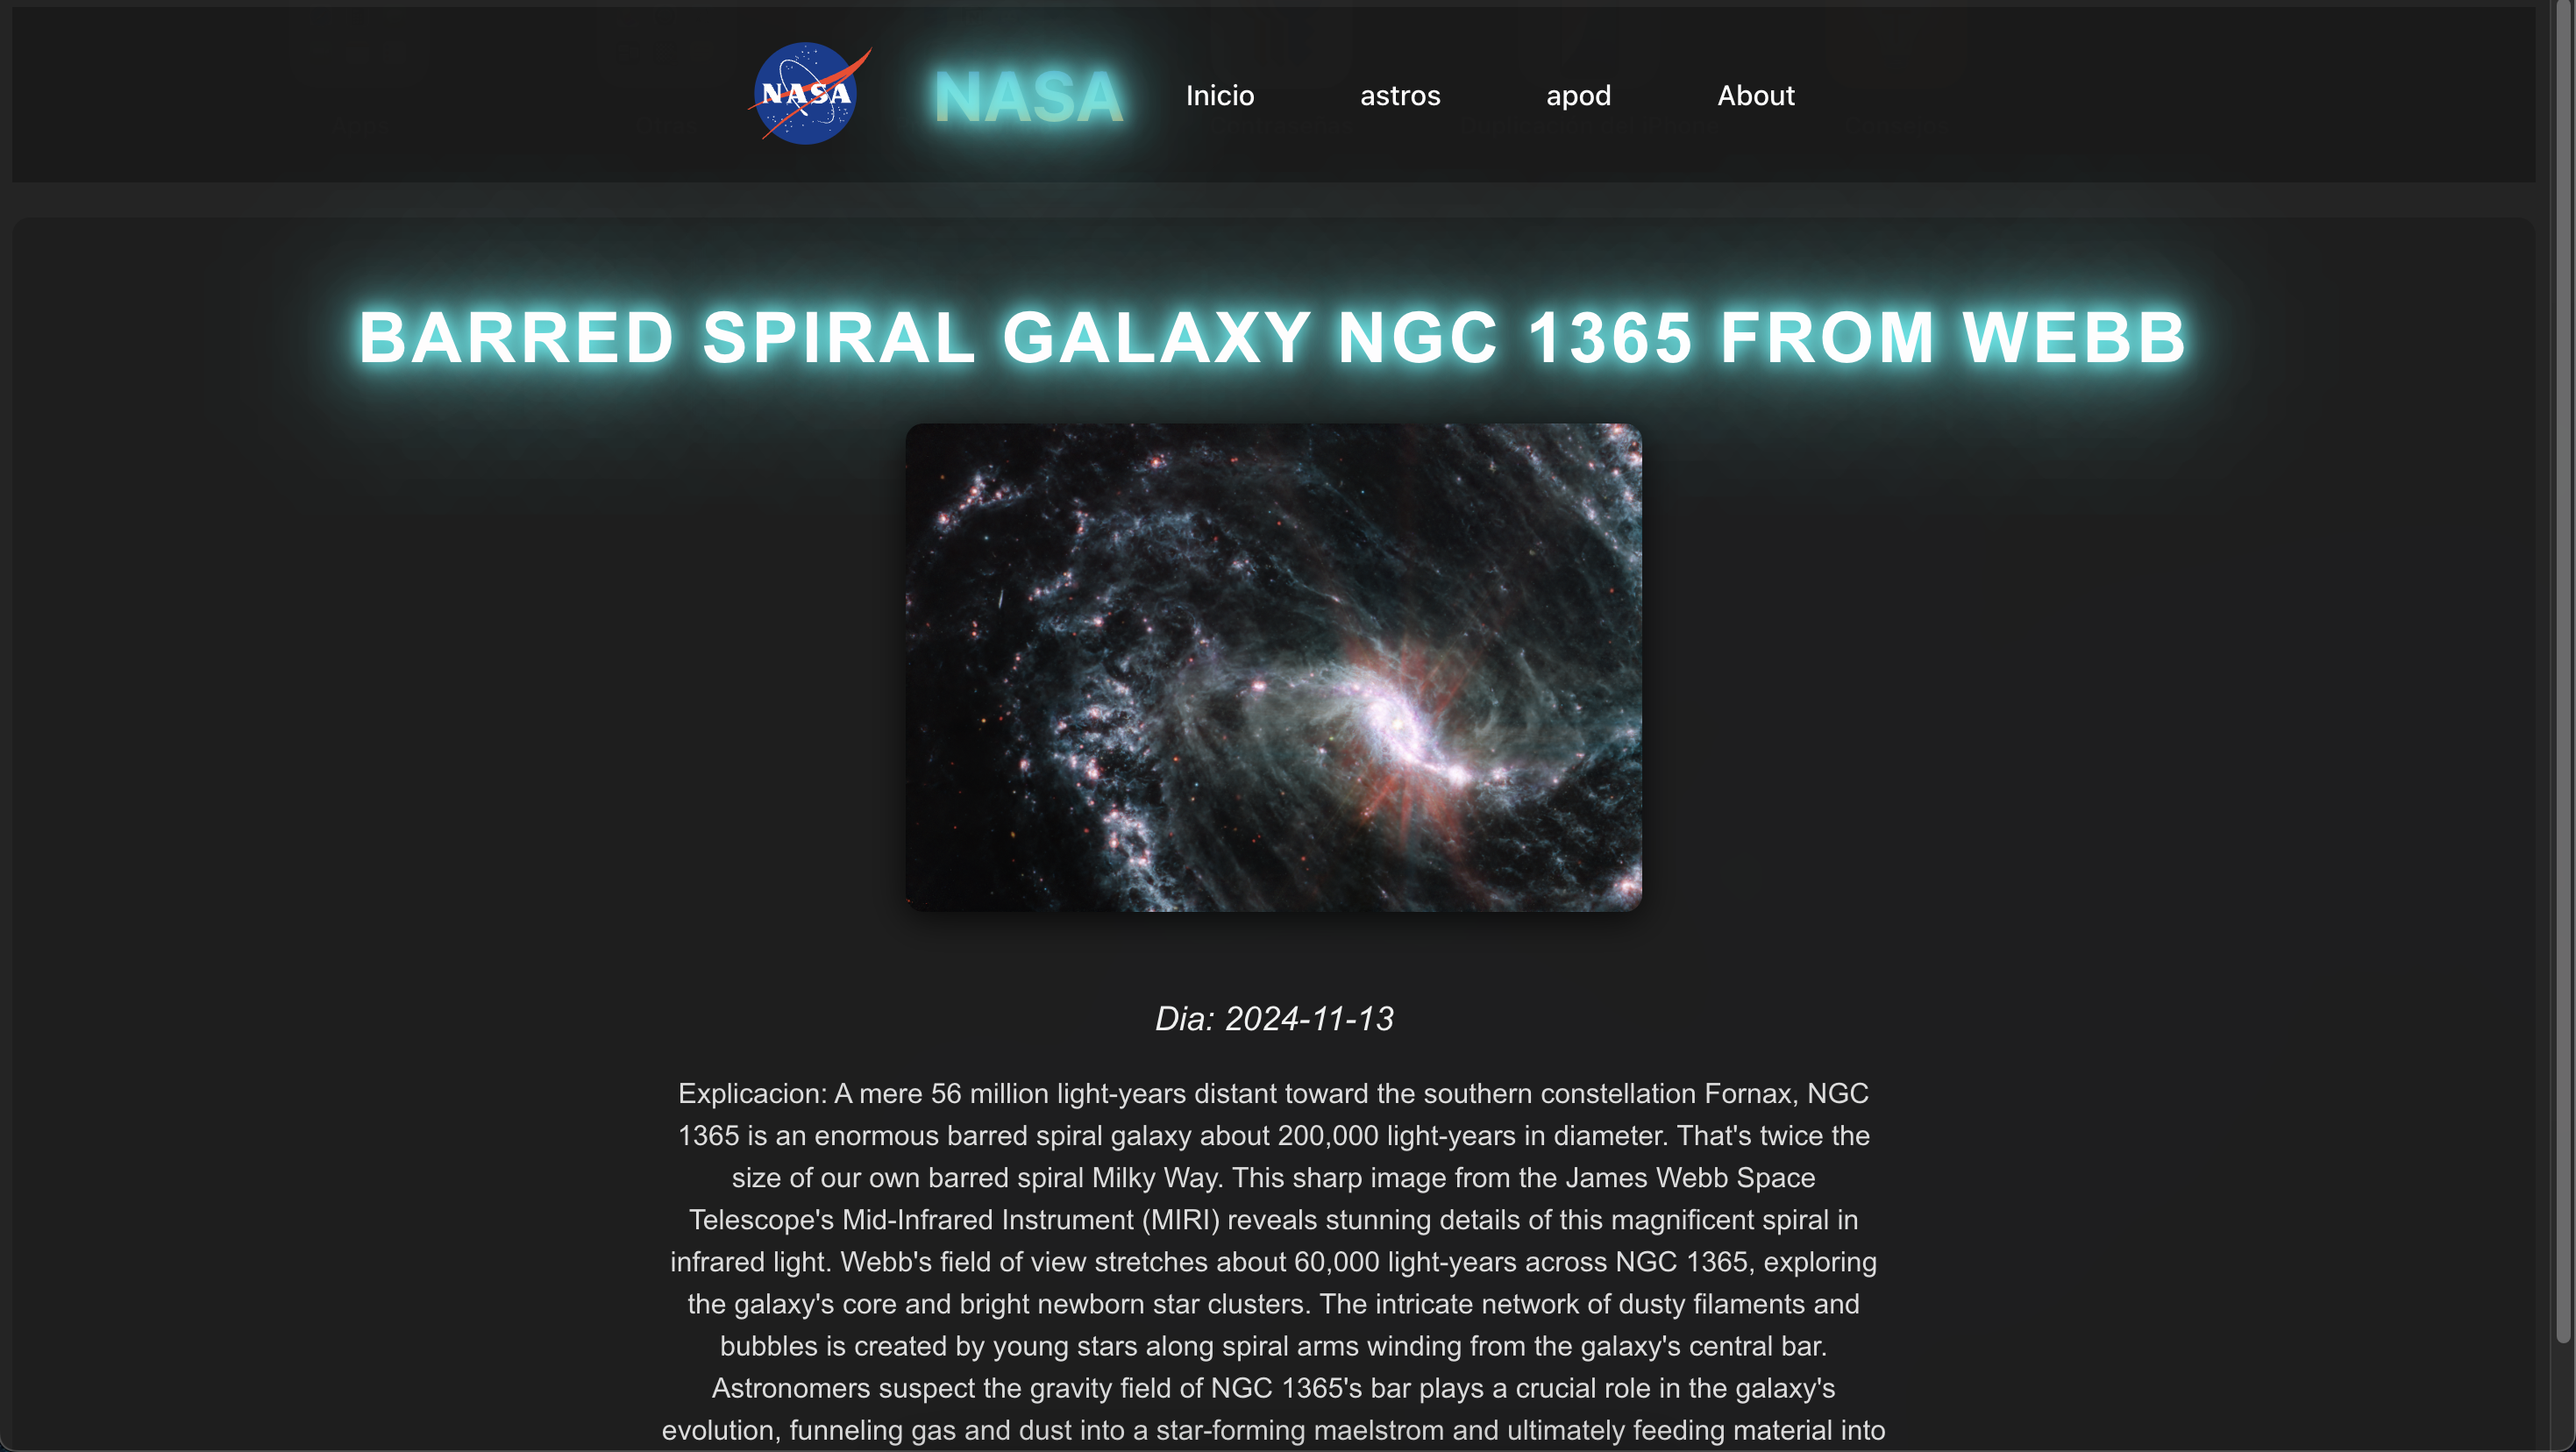 NASA
NASA
Inicio
astros
apod
About
BARRED SPIRAL GALAXY NGC 1365 FROM WEBB
Dia: 2024-11-13
Explicacion: A mere 56 million light-years distant toward the southern constellation Fornax, NGC
1365 is an enormous barred spiral galaxy about 200,000 light-years in diameter. That's twice the
size of our own barred spiral Milky Way. This sharp image from the James Webb Space
Telescope's Mid-Infrared Instrument (MIRI) reveals stunning details of this magnificent spiral in
infrared light. Webb's field of view stretches about 60,000 light-years across NGC 1365, exploring
the galaxy's core and bright newborn star clusters. The intricate network of dusty filaments and
bubbles is created by young stars along spiral arms winding from the galaxy's central bar.
Astronomers suspect the gravity field of NGC 1365's bar plays a crucial role in the galaxy's
evolution, funneling gas and dust into a star-forming maelstrom and ultimately feeding material into